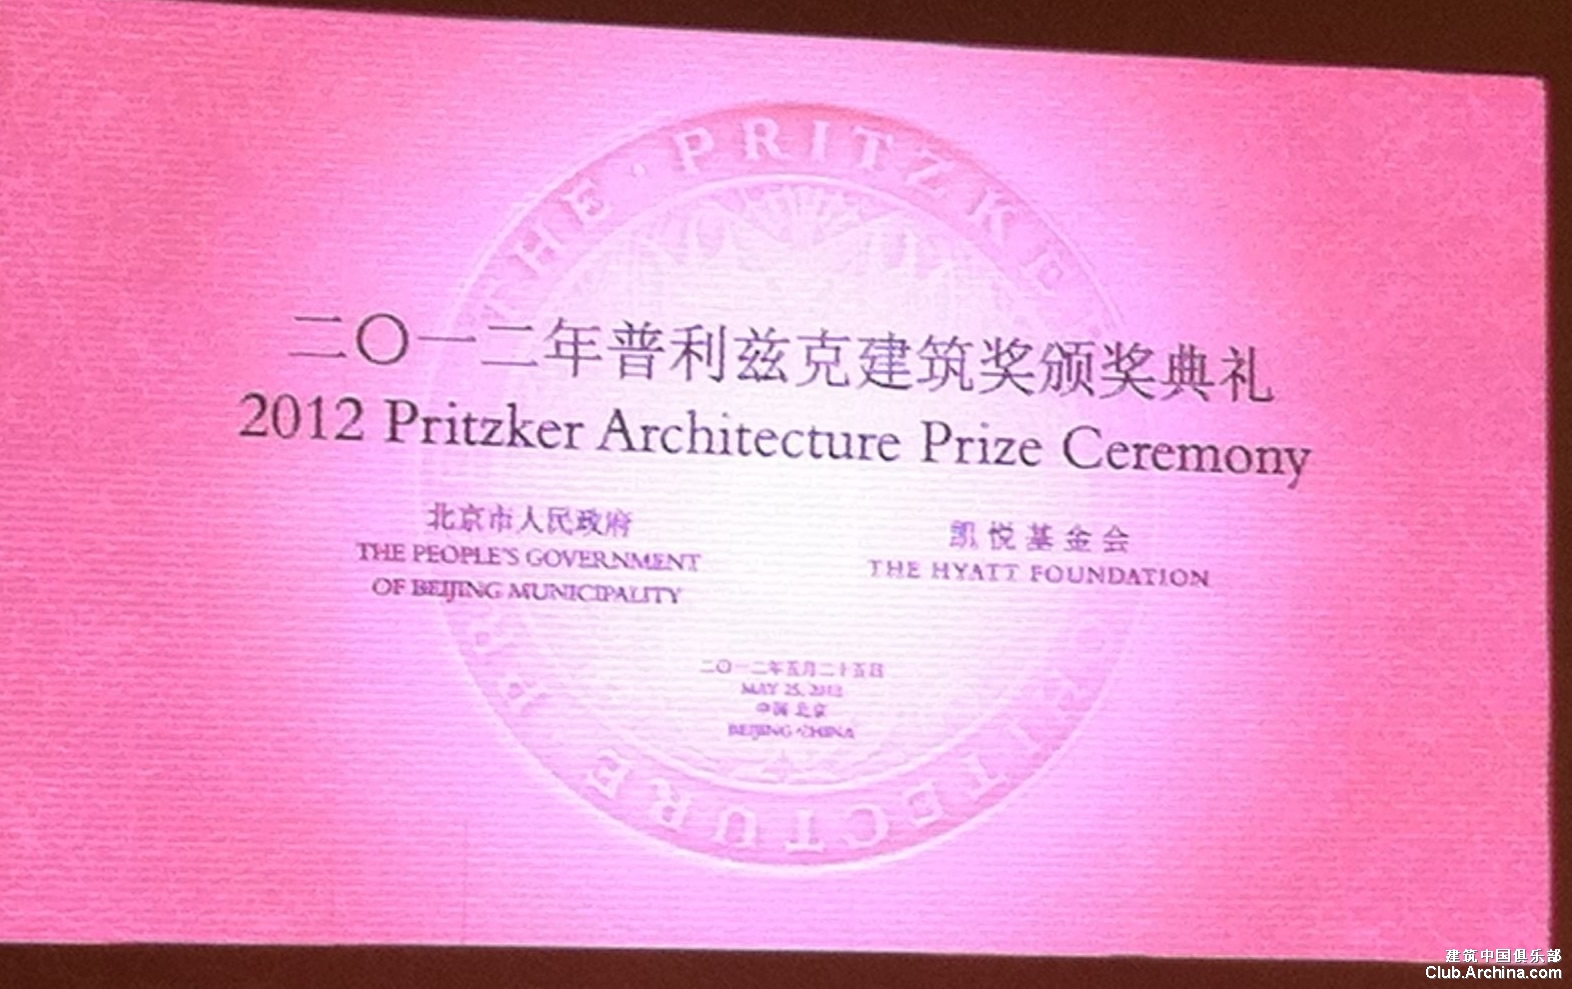 THE · PRITZKER
二〇一二年普利兹克建筑奖颁奖典礼
2012 Pritzker Architecture Prize Ceremony
北京市人民政府
THE PEOPLE'S GOVERNMENT
OF BEIJING MUNICIPALITY
凯悦基金会
THE HYATT FOUNDATION
二〇一二年五月二十五日
MAY 25, 2012
中国 北京
BEIJING · CHINA
建筑中国俱乐部
Club.Archina.com